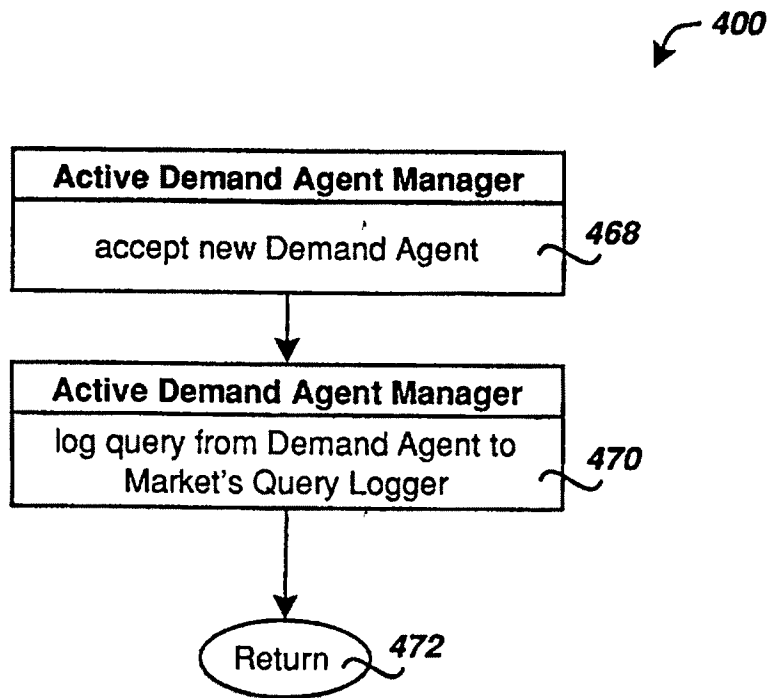 400
Active Demand Agent Manager
accept new Demand Agent
468
Active Demand Agent Manager
log query from Demand Agent to
Market's Query Logger
470
Return
472